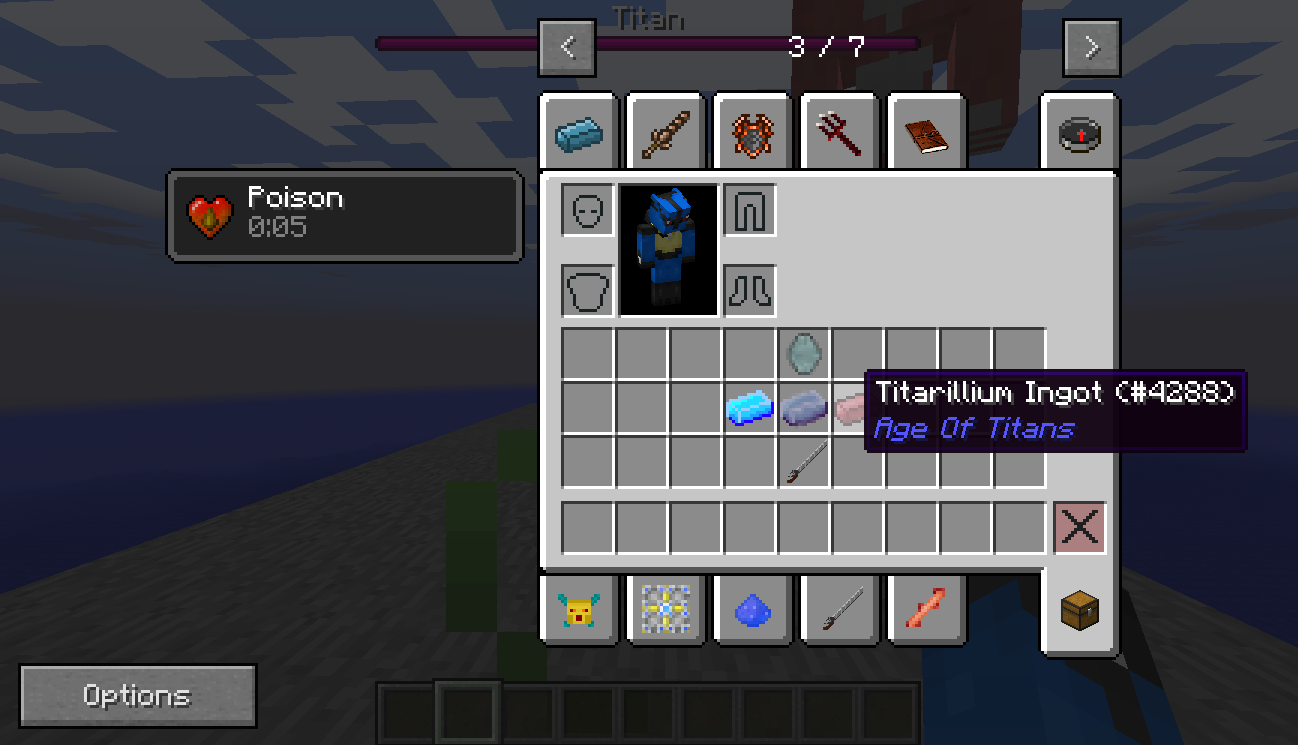 Titan
<
3 / 7
>
Poison
0:05
Titarillium Ingot (#4288)
Age Of Titans
Options